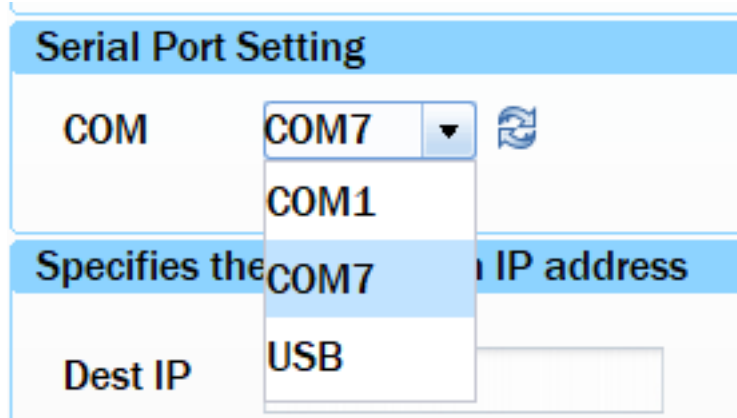 Serial Port Setting
COM COM7
COM1
Specifies the IP address
COM7
USB
Dest IP